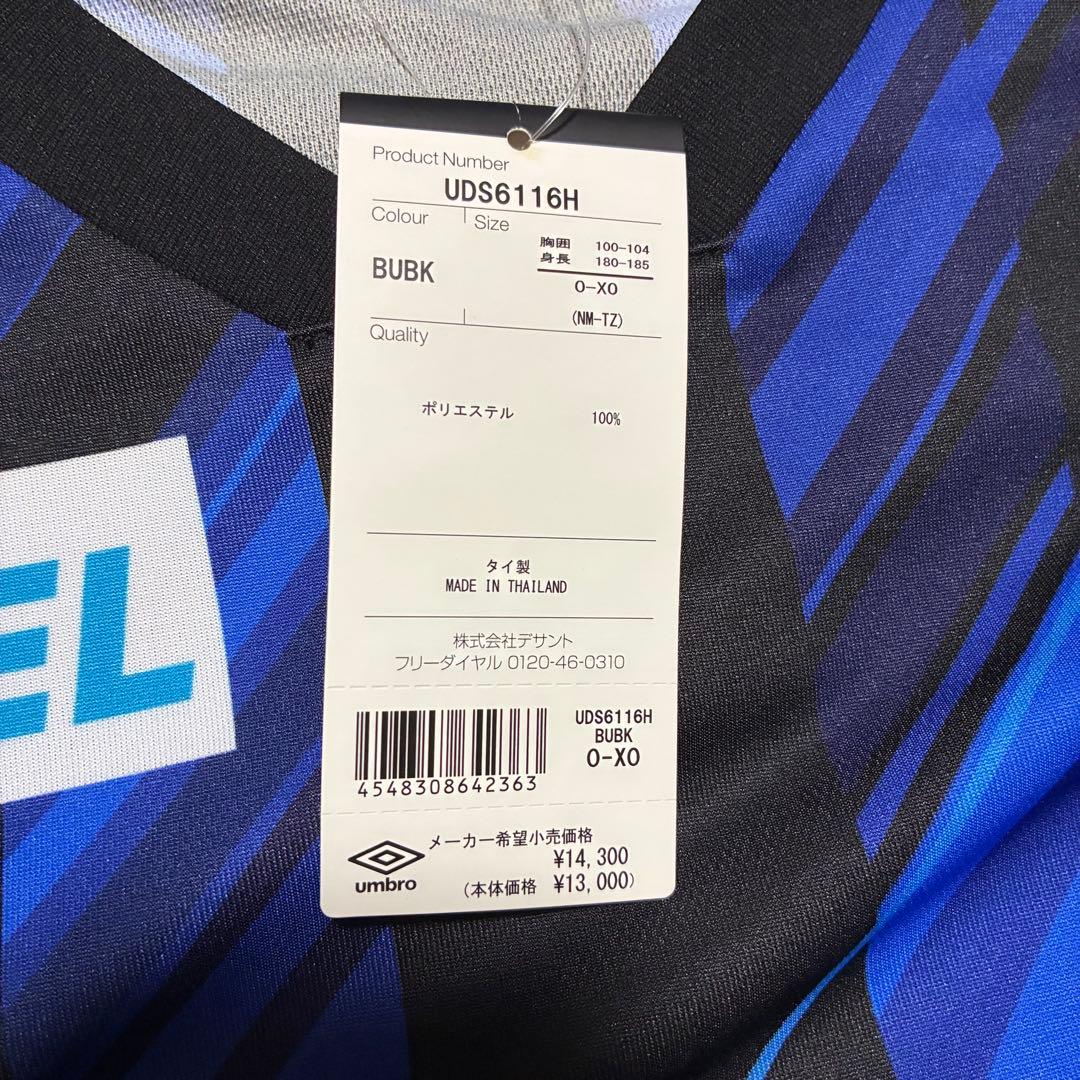 Product Number
UDS6116H
Colour
Size
胸囲 100-104
身長 180-185
BUBK
O-XO
(NM-TZ)
Quality
ポリエステル 100%
タイ製
MADE IN THAILAND
株式会社デサント
フリーダイヤル 0120-46-0310
UDS6116H
BUBK
O-XO
4548308642363
メーカー希望小売価格
¥14,300
(本体価格 ¥13,000)
umbro
EL